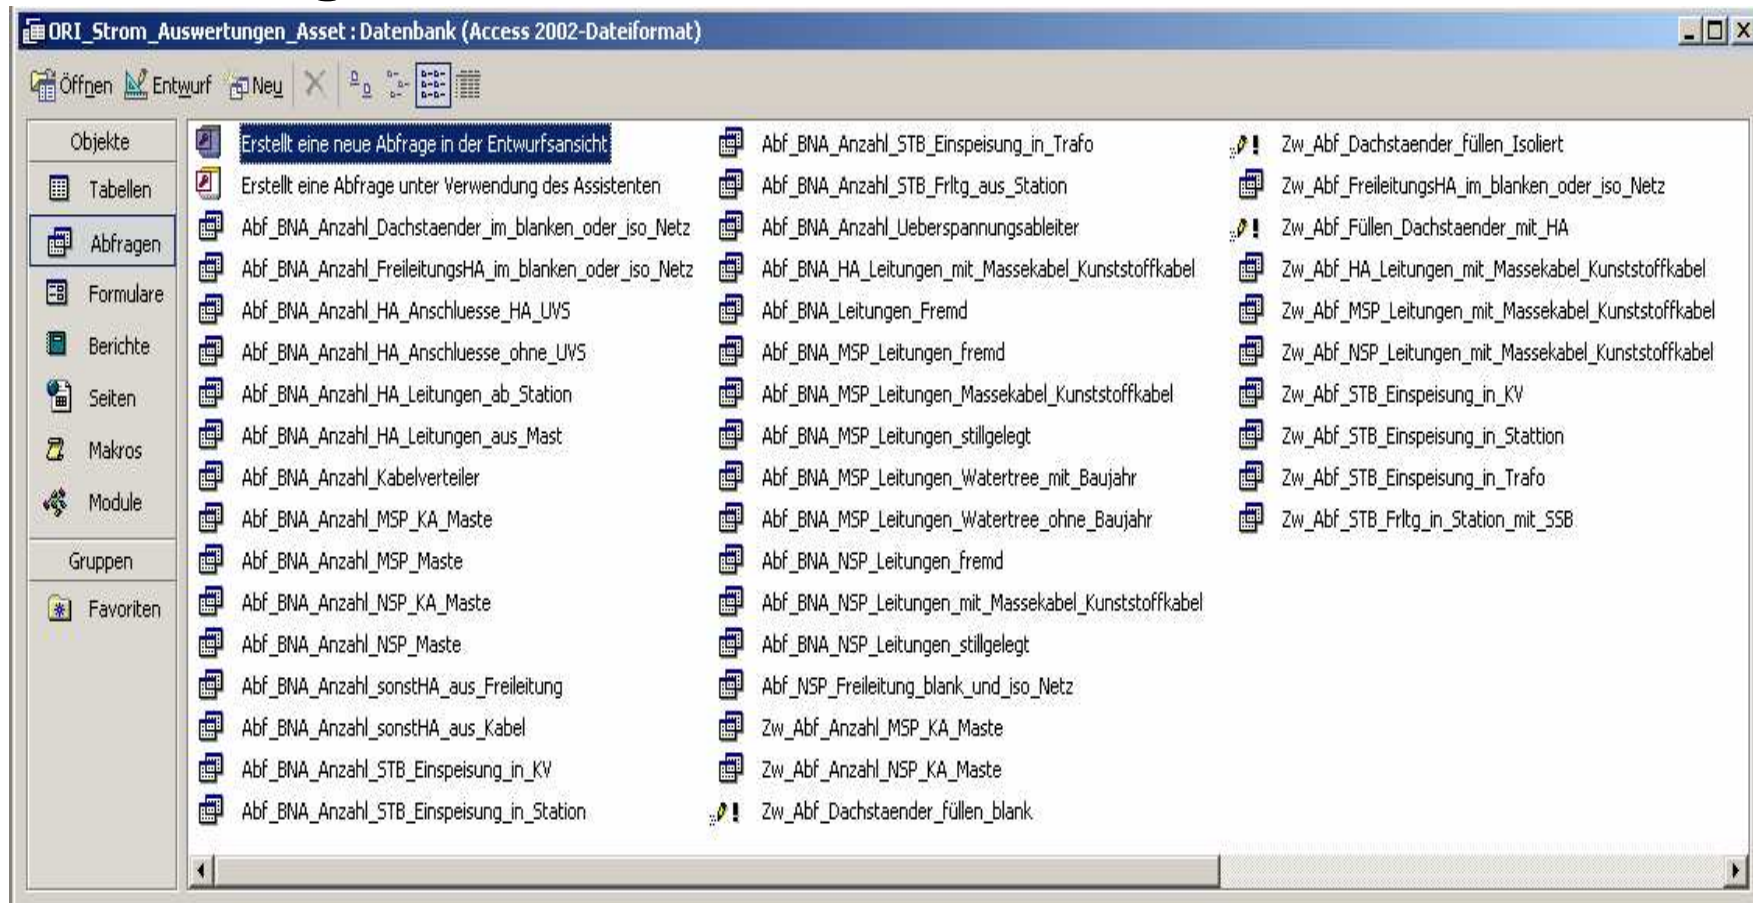 ORI_Strom_Auswertungen_Asset : Datenbank (Access 2002-Dateiformat)
Öffnen Entwurf Neu
Objekte
Tabellen
Abfragen
Formulare
Berichte
Seiten
Makros
Module
Gruppen
Favoriten
Erstellt eine neue Abfrage in der Entwurfsansicht
Erstellt eine Abfrage unter Verwendung des Assistenten
Abf_BNA_Anzahl_Dachstaender_im_blanken_oder_iso_Netz
Abf_BNA_Anzahl_FreileitungsHA_im_blanken_oder_iso_Netz
Abf_BNA_Anzahl_HA_Anschluesse_HA_UVS
Abf_BNA_Anzahl_HA_Anschluesse_ohne_UVS
Abf_BNA_Anzahl_HA_Leitungen_ab_Station
Abf_BNA_Anzahl_HA_Leitungen_aus_Mast
Abf_BNA_Anzahl_Kabelverteiler
Abf_BNA_Anzahl_MSP_KA_Maste
Abf_BNA_Anzahl_MSP_Maste
Abf_BNA_Anzahl_NSP_KA_Maste
Abf_BNA_Anzahl_NSP_Maste
Abf_BNA_Anzahl_sonstHA_aus_Freileitung
Abf_BNA_Anzahl_sonstHA_aus_Kabel
Abf_BNA_Anzahl_STB_Einspeisung_in_KV
Abf_BNA_Anzahl_STB_Einspeisung_in_Station
Abf_BNA_Anzahl_STB_Einspeisung_in_Trafo
Abf_BNA_Anzahl_STB_Frltg_aus_Station
Abf_BNA_Anzahl_Ueberspannungsableiter
Abf_BNA_HA_Leitungen_mit_Massekabel_Kunststoffkabel
Abf_BNA_Leitungen_Fremd
Abf_BNA_MSP_Leitungen_fremd
Abf_BNA_MSP_Leitungen_Massekabel_Kunststoffkabel
Abf_BNA_MSP_Leitungen_stillgelegt
Abf_BNA_MSP_Leitungen_Watertree_mit_Baujahr
Abf_BNA_MSP_Leitungen_Watertree_ohne_Baujahr
Abf_BNA_NSP_Leitungen_fremd
Abf_BNA_NSP_Leitungen_mit_Massekabel_Kunststoffkabel
Abf_BNA_NSP_Leitungen_stillgelegt
Abf_NSP_Freileitung_blank_und_iso_Netz
Zw_Abf_Anzahl_MSP_KA_Maste
Zw_Abf_Anzahl_NSP_KA_Maste
Zw_Abf_Dachstaender_füllen_blank
Zw_Abf_Dachstaender_füllen_Isoliert
Zw_Abf_FreileitungsHA_im_blanken_oder_iso_Netz
Zw_Abf_Füllen_Dachstaender_mit_HA
Zw_Abf_HA_Leitungen_mit_Massekabel_Kunststoffkabel
Zw_Abf_MSP_Leitungen_mit_Massekabel_Kunststoffkabel
Zw_Abf_NSP_Leitungen_mit_Massekabel_Kunststoffkabel
Zw_Abf_STB_Einspeisung_in_KV
Zw_Abf_STB_Einspeisung_in_Stattion
Zw_Abf_STB_Einspeisung_in_Trafo
Zw_Abf_STB_Frltg_in_Station_mit_SSB